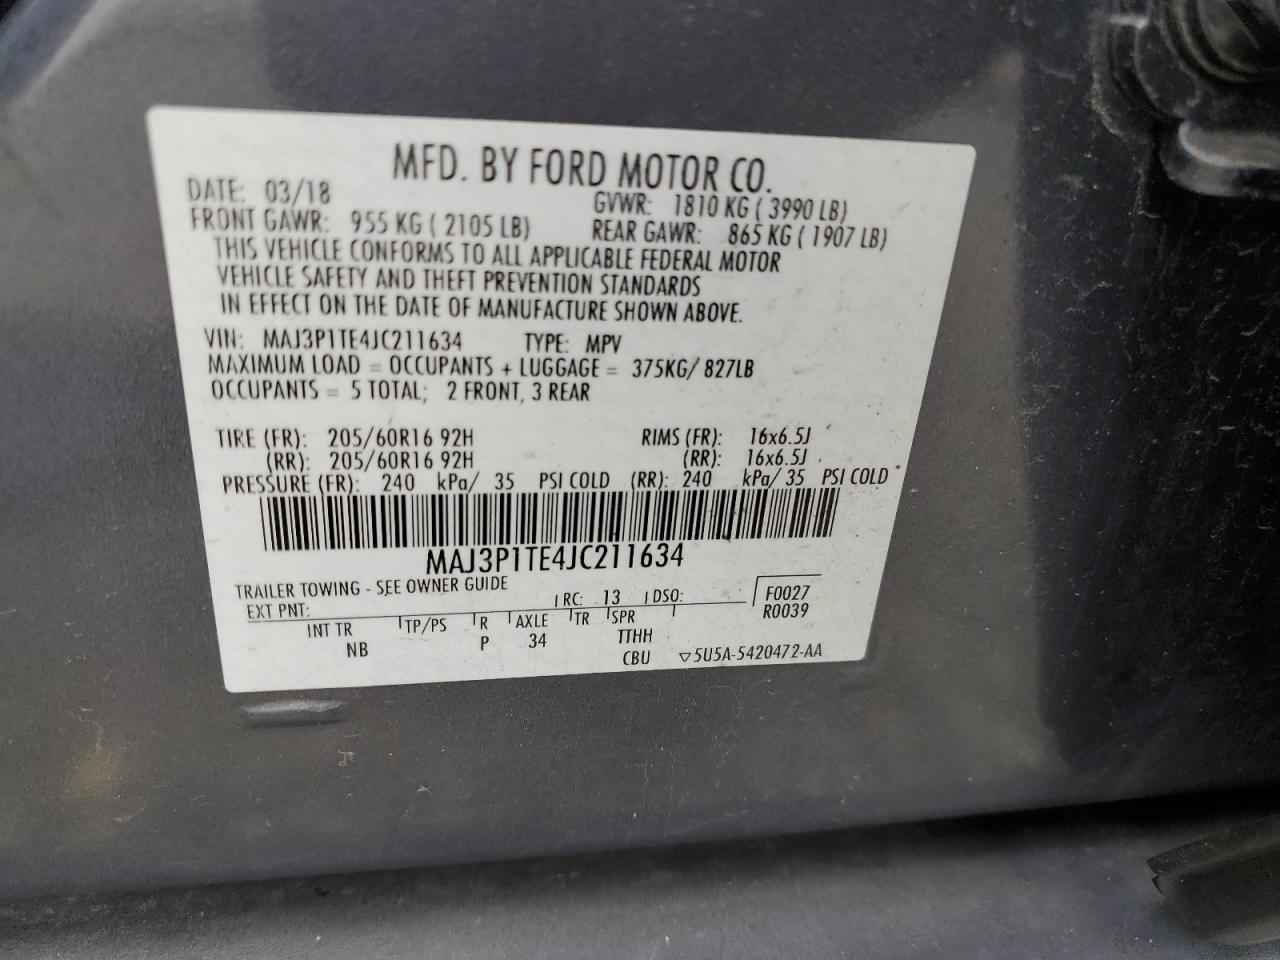 MFD. BY FORD MOTOR CO.
DATE: 03/18 GVWR: 1810 KG ( 3990 LB)
FRONT GAWR: 955 KG ( 2105 LB) REAR GAWR: 865 KG ( 1907 LB)
THIS VEHICLE CONFORMS TO ALL APPLICABLE FEDERAL MOTOR
VEHICLE SAFETY AND THEFT PREVENTION STANDARDS
IN EFFECT ON THE DATE OF MANUFACTURE SHOWN ABOVE.
VIN: MAJ3P1TE4JC211634 TYPE: MPV
MAXIMUM LOAD = OCCUPANTS + LUGGAGE = 375KG/ 827LB
OCCUPANTS = 5 TOTAL; 2 FRONT, 3 REAR
TIRE (FR): 205/60R16 92H RIMS (FR): 16x6.5J
(RR): 205/60R16 92H (RR): 16x6.5J
PRESSURE (FR): 240 kPa/ 35 PSI COLD (RR): 240 kPa/ 35 PSI COLD
MAJ3P1TE4JC211634
TRAILER TOWING - SEE OWNER GUIDE
EXT PNT: RC: 13 DSO: F0027
R0039
INT TR TP/PS R AXLE TR SPR
NB P 34 TTHH
CBU ▽5U5A-5420472-AA